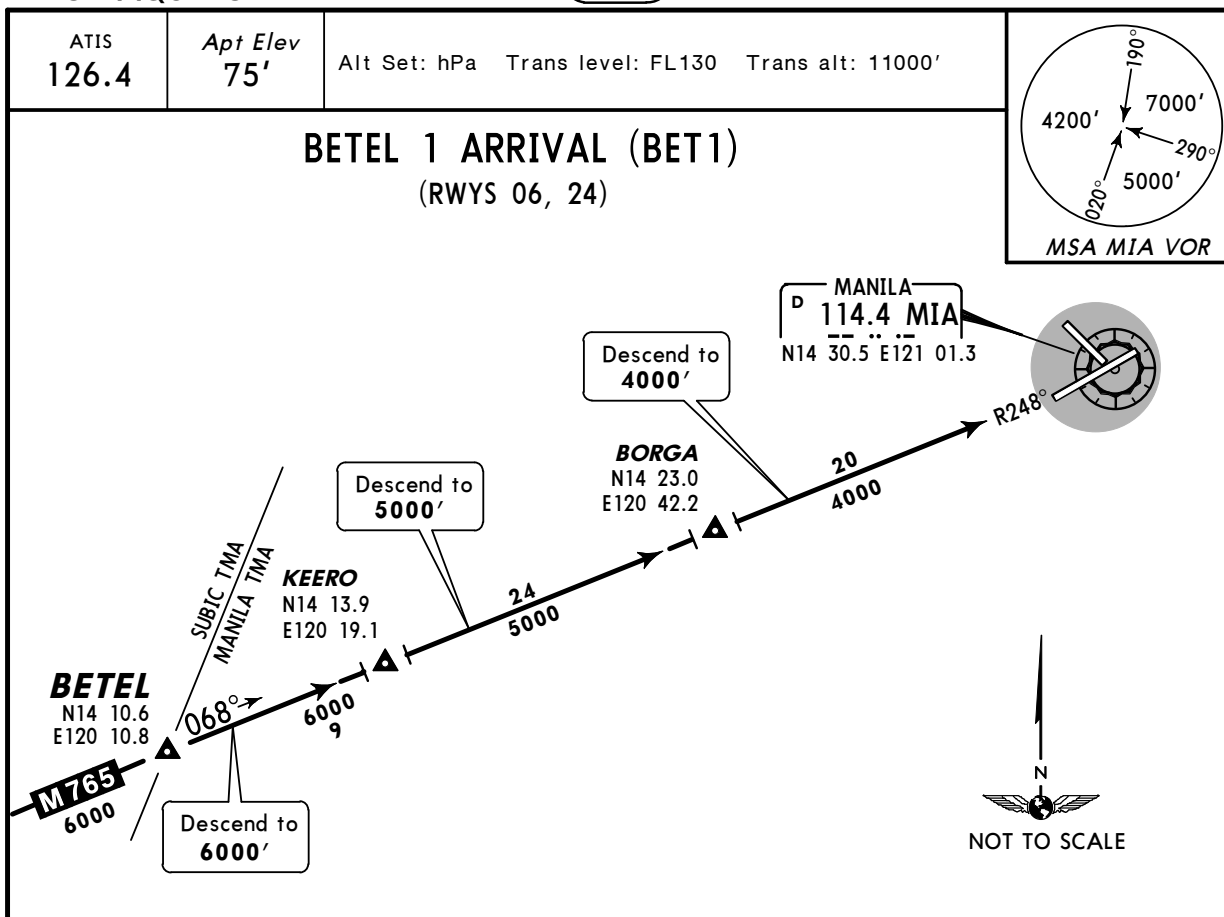 ATIS
126.4
Apt Elev
75'
Alt Set: hPa Trans level: FL130 Trans alt: 11000'
190°
7000'
4200'
290°
5000'
020°
MSA MIA VOR
BETEL 1 ARRIVAL (BET1)
(RWYS 06, 24)
MANILA
D 114.4 MIA
N14 30.5 E121 01.3
Descend to
4000'
R248°
BORGA
N14 23.0
E120 42.2
20
4000
Descend to
5000'
SUBIC TMA
MANILA TMA
KEERO
N14 13.9
E120 19.1
24
5000
BETEL
N14 10.6
E120 10.8
068°
6000
9
M765
6000
Descend to
6000'
N
NOT TO SCALE